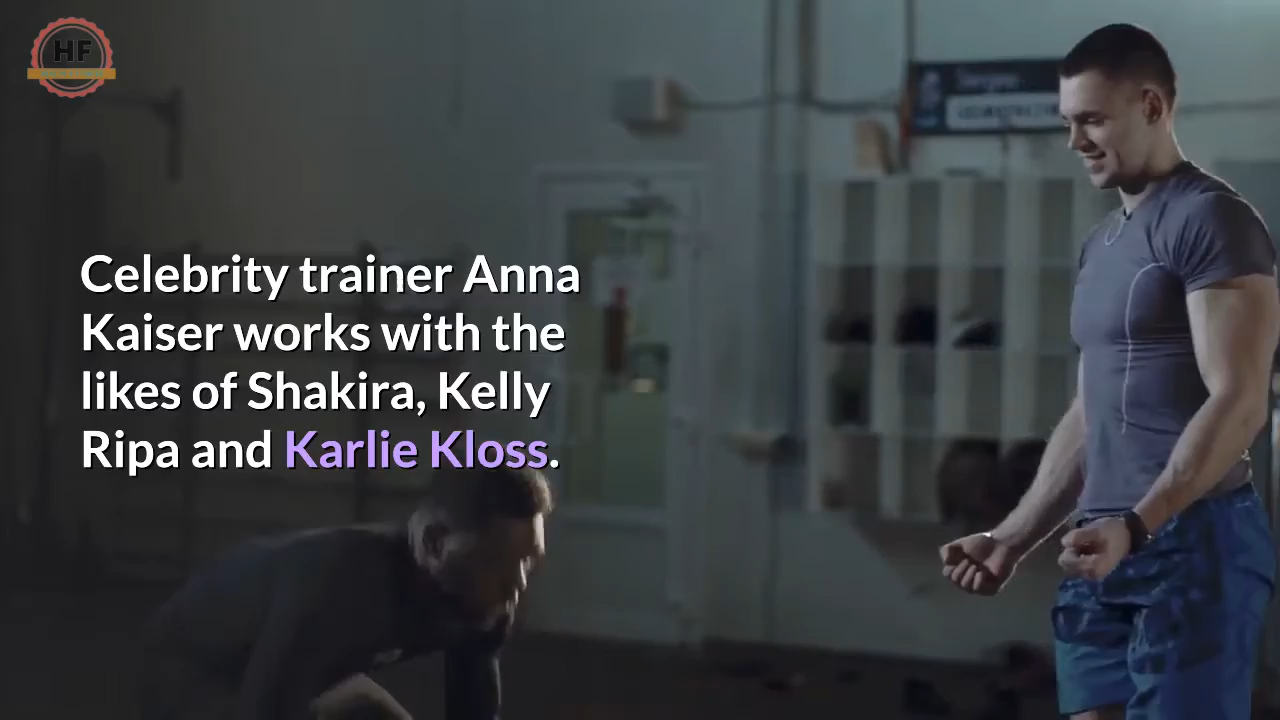 HF
Celebrity trainer Anna
Kaiser works with the
likes of Shakira, Kelly
Ripa and Karlie Kloss.